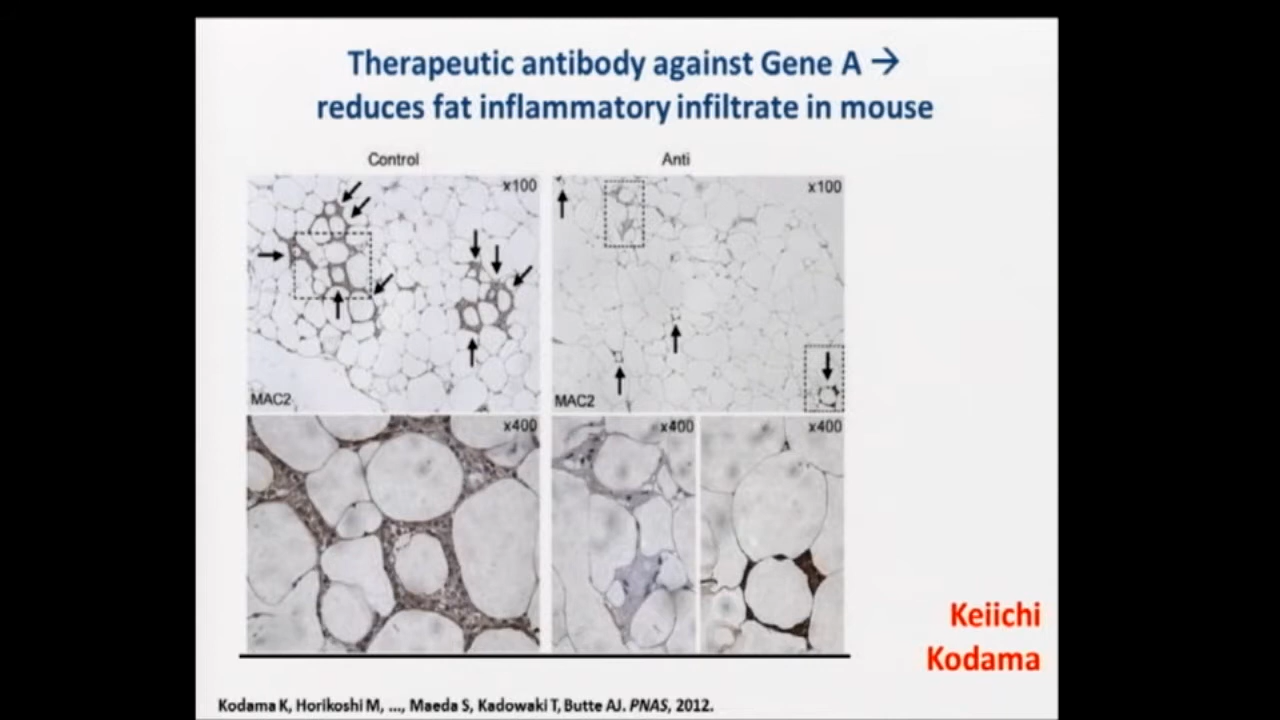 Therapeutic antibody against Gene A →
reduces fat inflammatory infiltrate in mouse
Control
Anti
x100
x100
MAC2
MAC2
x400
x400
x400
Keiichi
Kodama
Kodama K, Horikoshi M, ..., Maeda S, Kadowaki T, Butte AJ. PNAS, 2012.